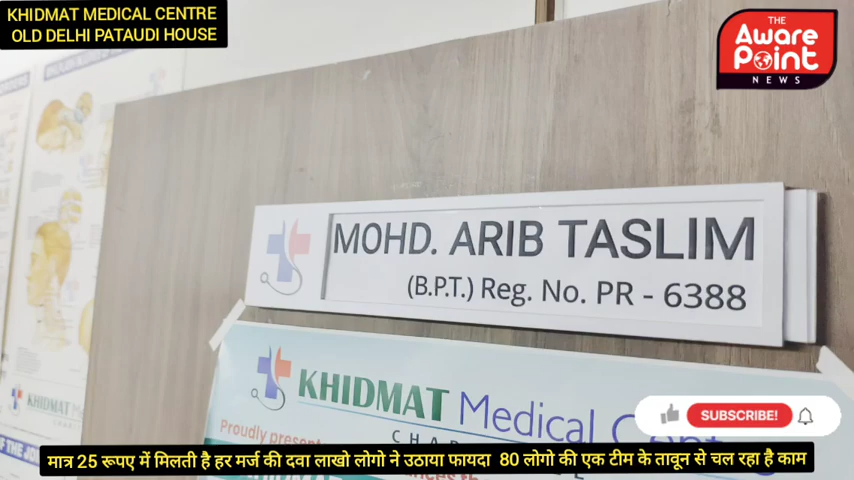 KHIDMAT MEDICAL CENTRE
OLD DELHI PATAUDI HOUSE
THE
Aware
Point
NEWS
MOHD. ARIB TASLIM
(B.P.T.) Reg. No. PR - 6388
KHIDMAT Medical
Proudly
KHIDMAT
SUBSCRIBE!
मात्र 25 रूपए में मिलती है हर मर्ज की दवा लाखो लोगो ने उठाया फायदा 80 लोगो की एक टीम के तावून से चल रहा है काम